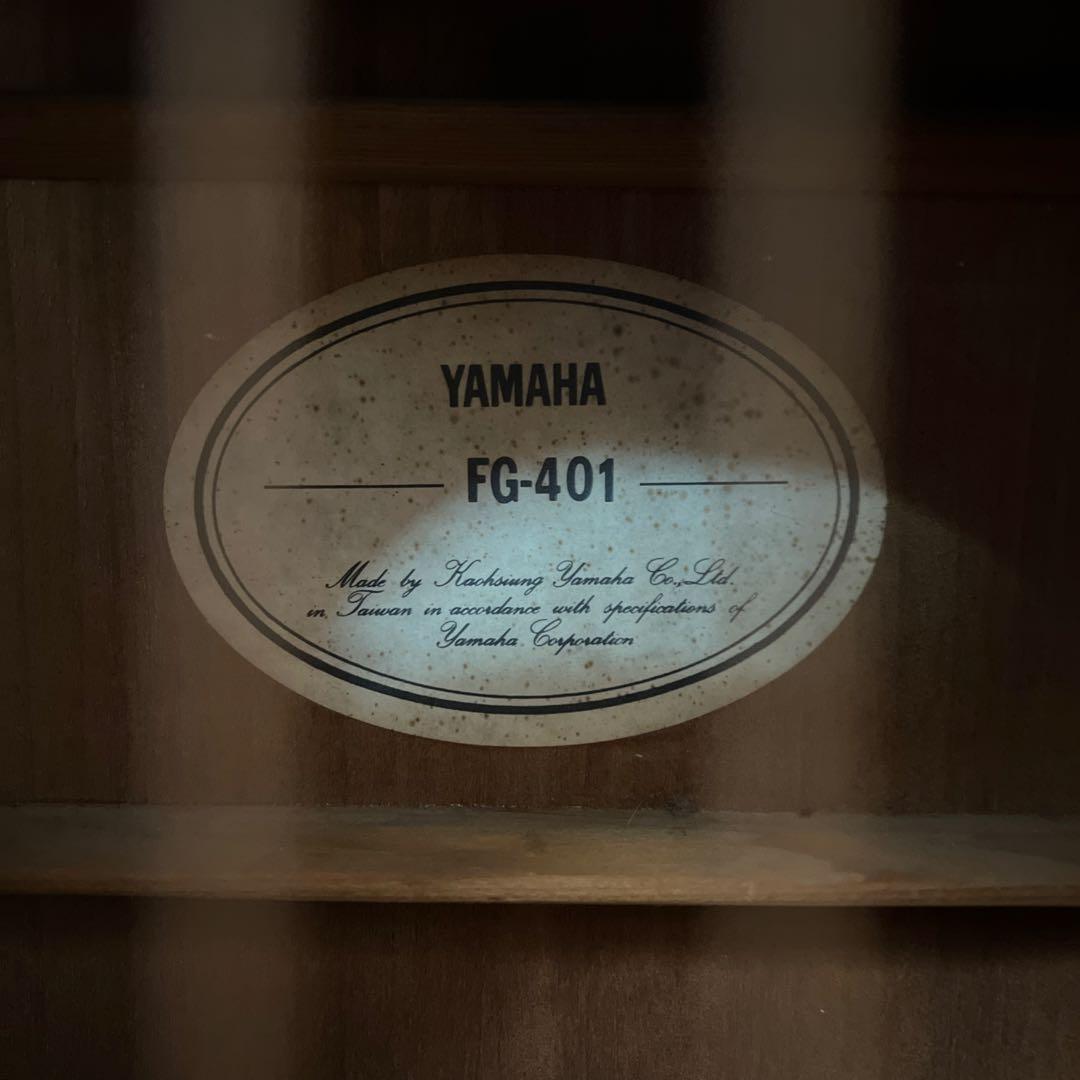 YAMAHA
FG-401
Made by Kaohsiung Yamaha Co., Ltd.
in Taiwan in accordance with specifications of
Yamaha Corporation